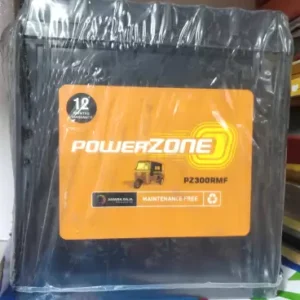 12
POWERZONE
PZ300RMF
MAINTENANCE FREE